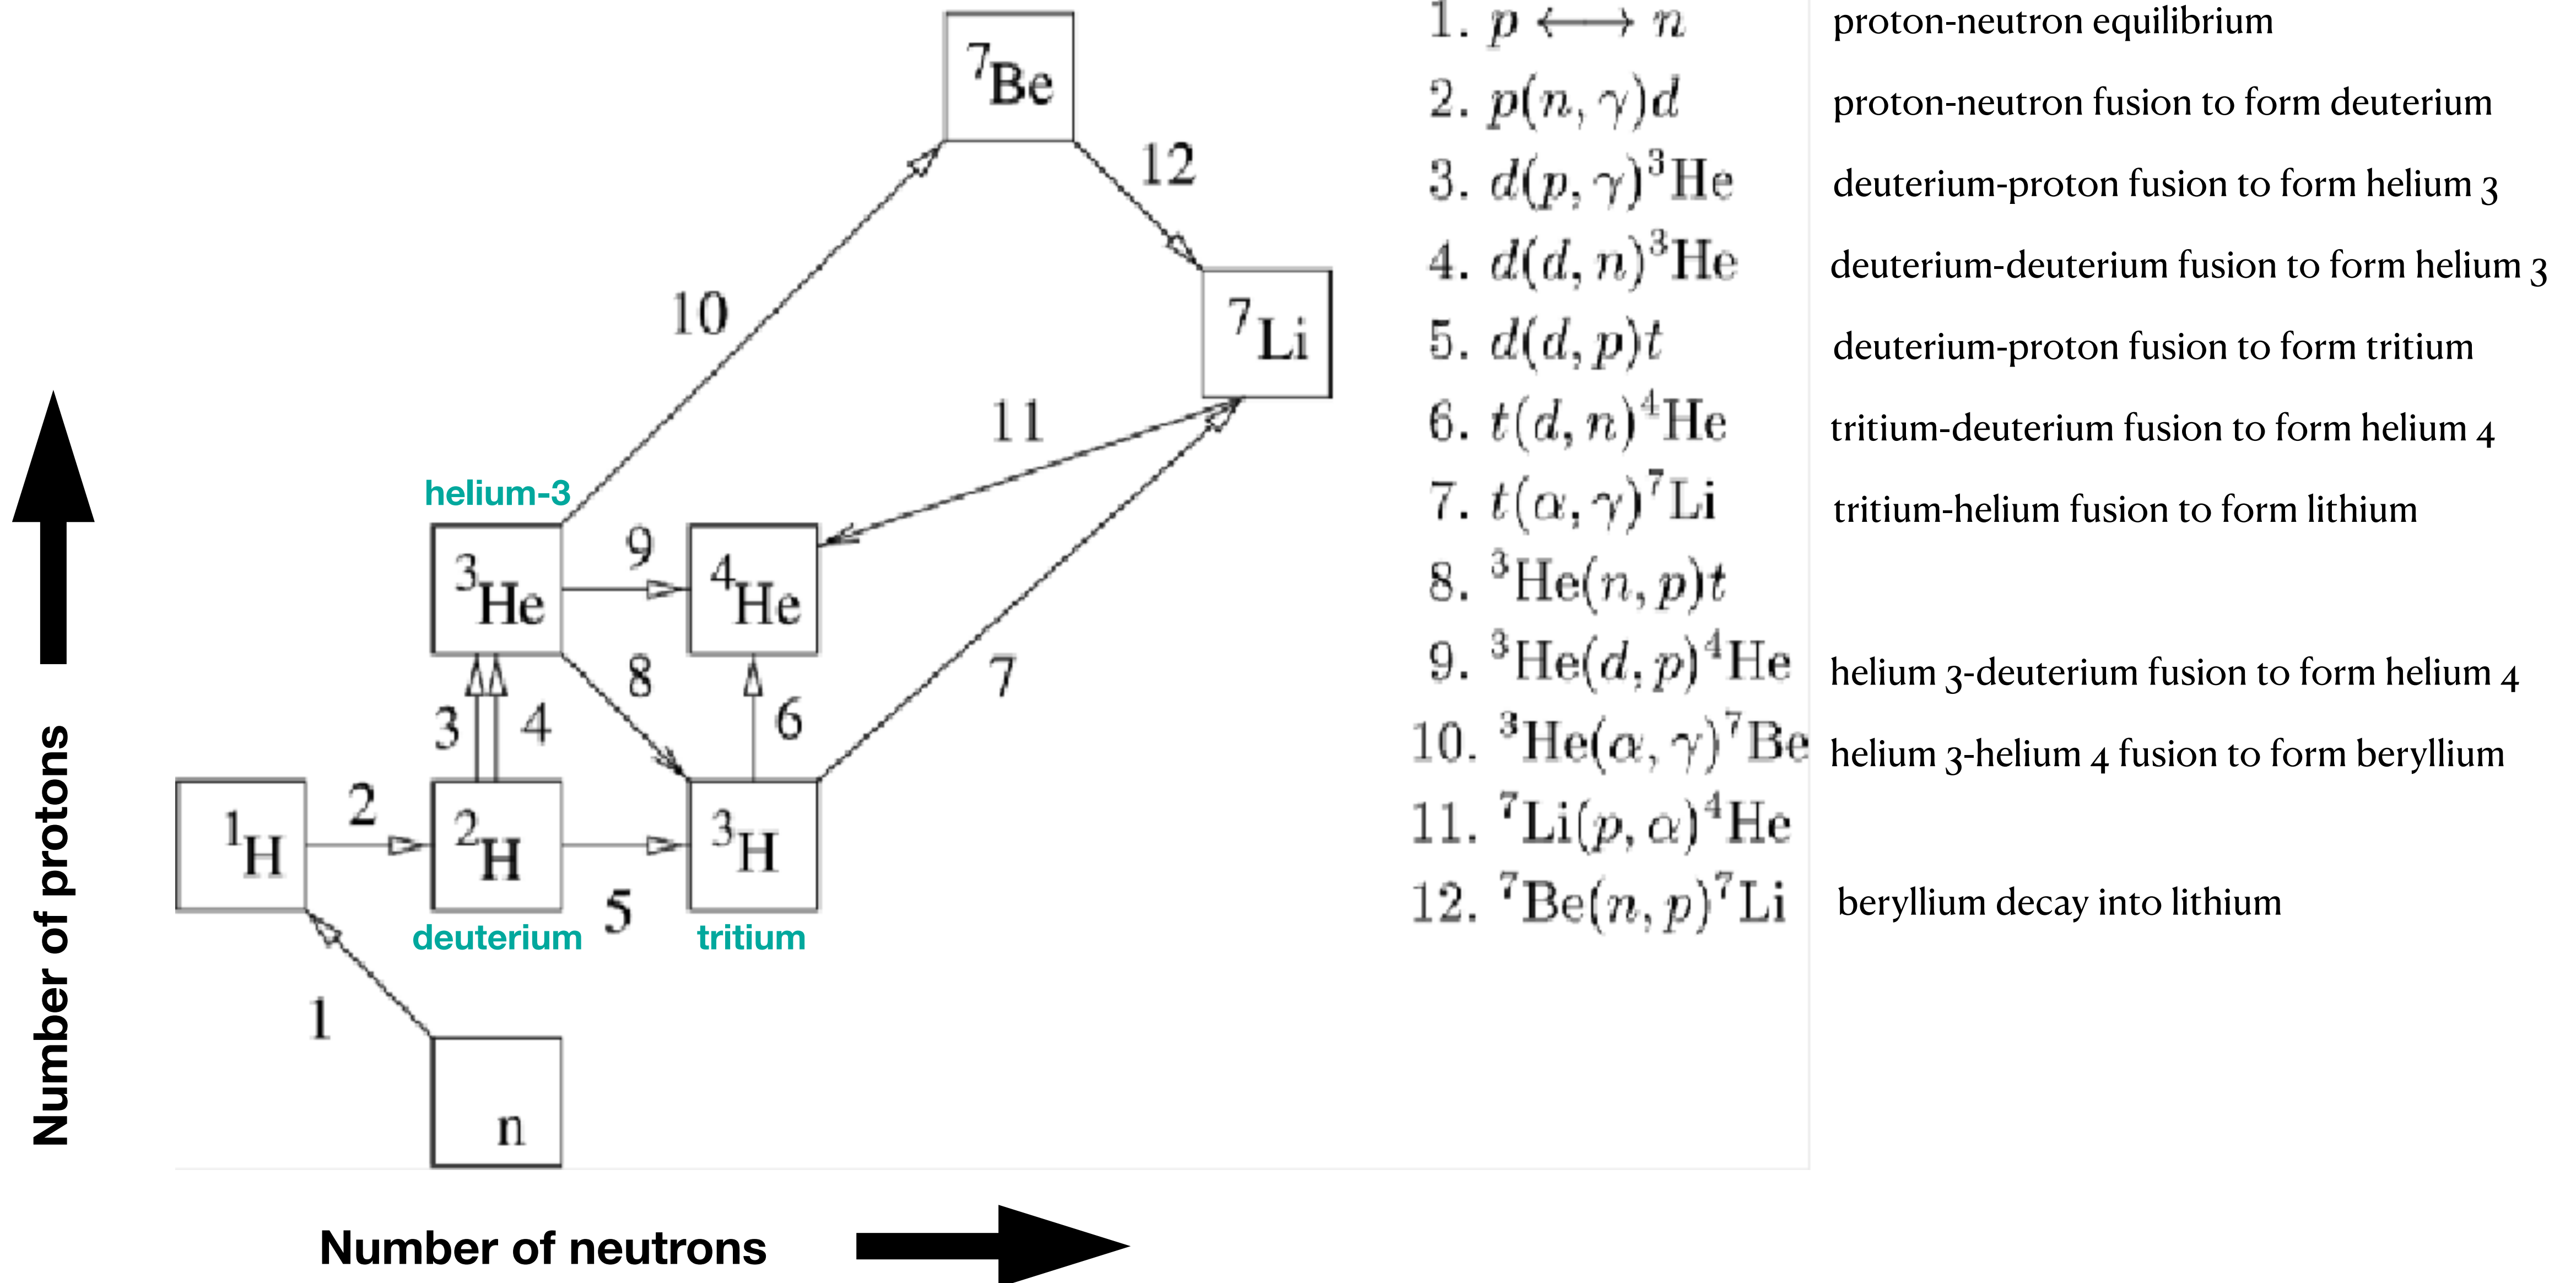 ⁷Be
12
⁷Li
10
11
helium-3
³He
9
⁴He
8
7
3
4
6
¹H
2
²H
5
³H
deuterium
tritium
1
n
Number of protons
Number of neutrons
1. p ⟷ n proton-neutron equilibrium
2. p(n, γ)d proton-neutron fusion to form deuterium
3. d(p, γ)³He deuterium-proton fusion to form helium 3
4. d(d, n)³He deuterium-deuterium fusion to form helium 3
5. d(d, p)t deuterium-proton fusion to form tritium
6. t(d, n)⁴He tritium-deuterium fusion to form helium 4
7. t(α, γ)⁷Li tritium-helium fusion to form lithium
8. ³He(n, p)t
9. ³He(d, p)⁴He helium 3-deuterium fusion to form helium 4
10. ³He(α, γ)⁷Be helium 3-helium 4 fusion to form beryllium
11. ⁷Li(p, α)⁴He
12. ⁷Be(n, p)⁷Li beryllium decay into lithium